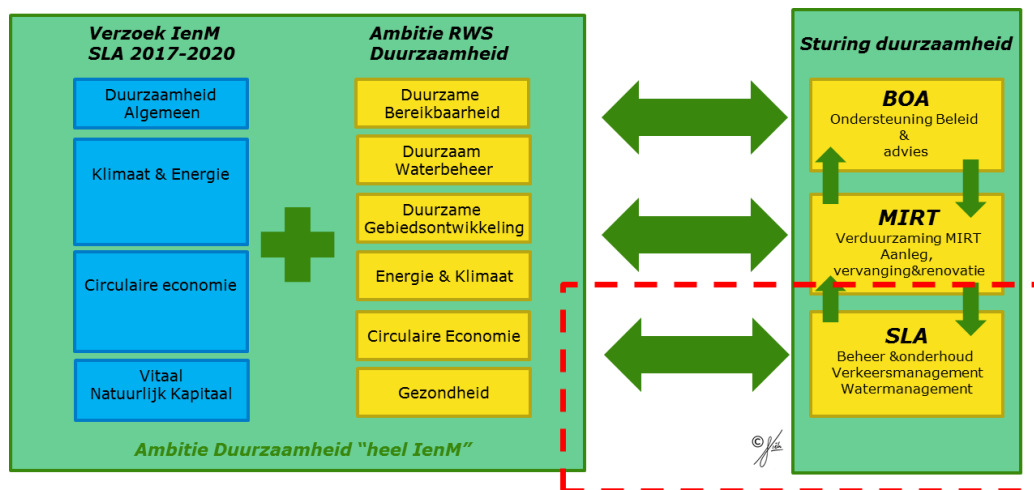 Verzoek IenM
SLA 2017-2020
Duurzaamheid
Algemeen
Klimaat & Energie
Circulaire economie
Vitaal
Natuurlijk Kapitaal
Ambitie RWS
Duurzaamheid
Duurzame
Bereikbaarheid
Duurzaam
Waterbeheer
Duurzame
Gebiedsontwikkeling
Energie & Klimaat
Circulaire Economie
Gezondheid
Ambitie Duurzaamheid “heel IenM”
Sturing duurzaamheid
BOA
Ondersteuning Beleid
&
advies
MIRT
Verduurzaming MIRT
Aanleg,
vervanging&renovatie
SLA
Beheer &onderhoud
Verkeersmanagement
Watermanagement
©